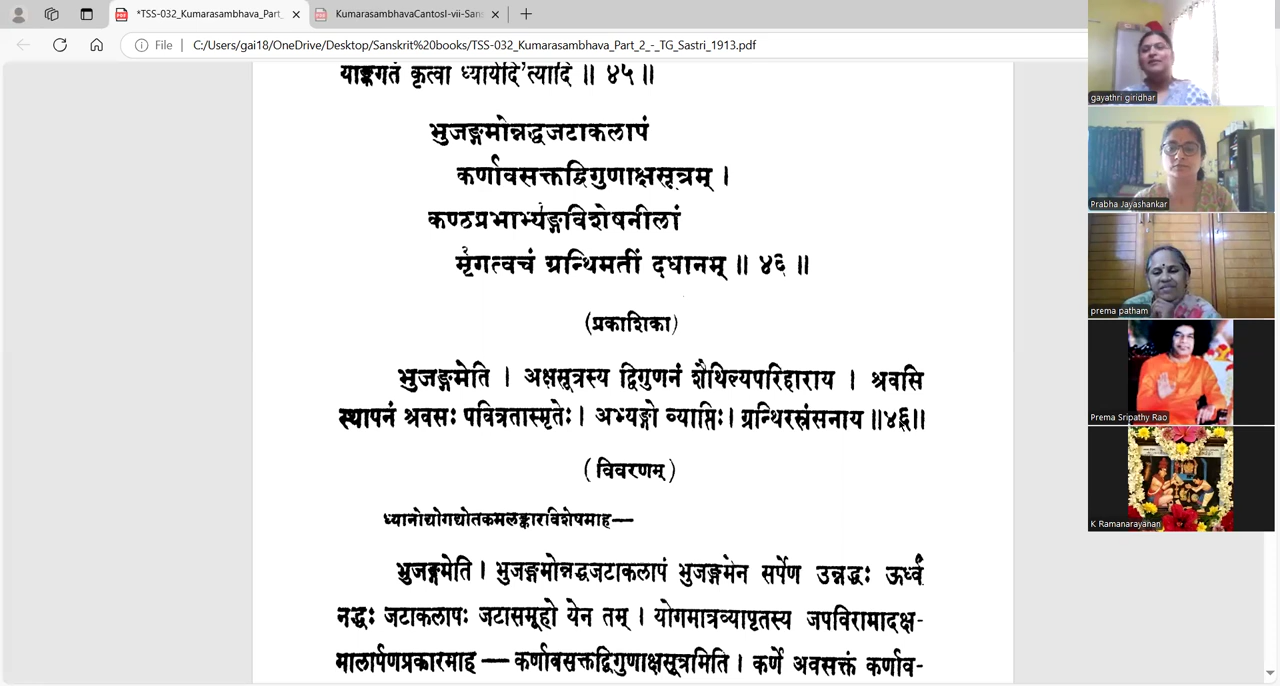 *TSS-032_Kumarasambhava_Part_
KumarasambhavaCantosI-vii-San
File
C:/Users/gai18/OneDrive/Desktop/Sanskrit%20books/TSS-032_Kumarasambhava_Part_2_-_TG_Sastri_1913.pdf
याङ्कगतं कृत्वा ध्यायेदि'त्यादि ॥ ४५ ॥
भुजङ्गमोन्नद्धजटाकलापं
कर्णावसक्तद्विगुणाक्षसूत्रम् ।
कण्ठप्रभाभ्यङ्गविशेषनीलां
मृगत्वचं ग्रन्थिमतीं दधानम् ॥ ४६ ॥
(प्रकाशिका)
भुजङ्गमेति । अक्षसूत्रस्य द्विगुणनं शैथिल्यपरिहाराय । श्रवसि
स्थापनं श्रवसः पवित्रतास्मृतेः । अभ्यङ्गो व्याप्तिः । ग्रन्थिरस्रंसनाय ॥४६॥
(विवरणम्)
ध्यानोद्योगद्योतकमलङ्कारविशेषमाह—
भुजङ्गमेति । भुजङ्गमोन्नद्धजटाकलापं भुजङ्गमेन सर्पेण उन्नद्धः ऊर्ध्वं
नद्धः जटाकलापः जटासमूहो येन तम् । योगमात्रव्यापृतस्य जपविरामादक्ष-
मालार्पणप्रकारमाह — कर्णावसक्तद्विगुणाक्षसूत्रमिति । कर्णे अवसक्तं कर्णाव-
gayathri giridhar
Prabha Jayashankar
prema patham
Prema Sripathy Rao
K Ramanarayanan